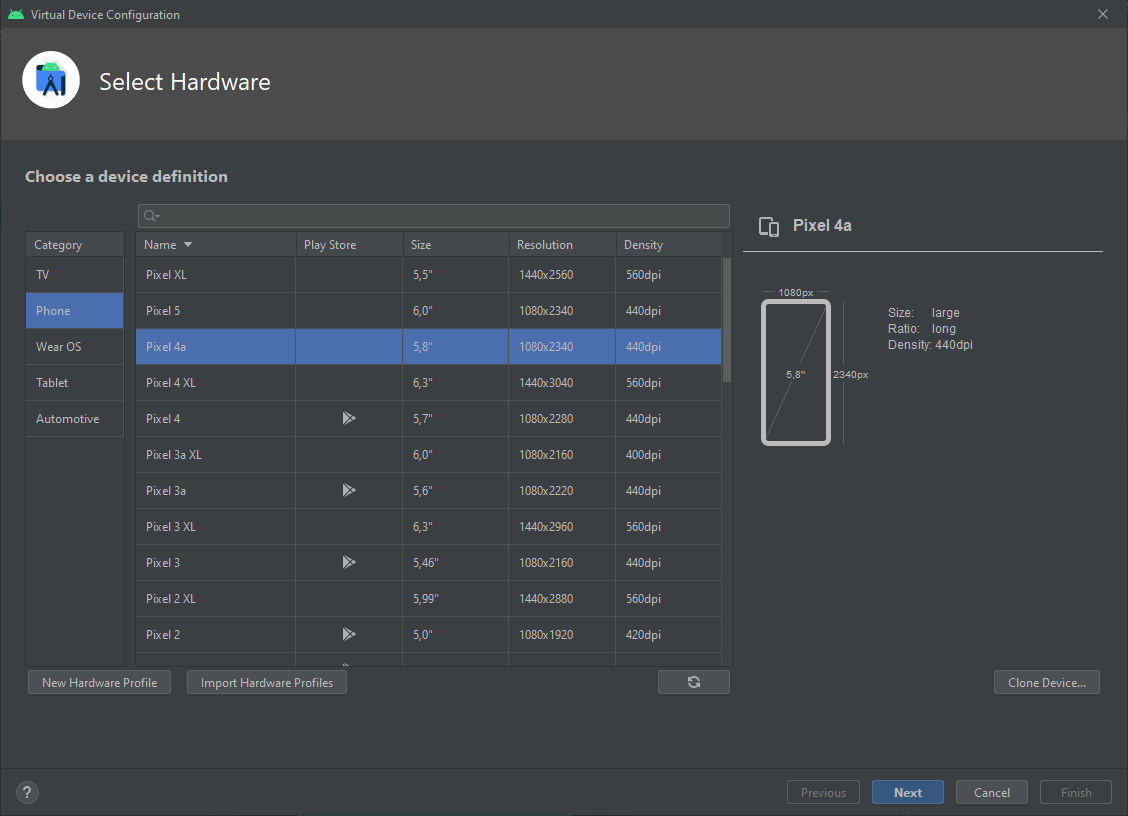 Virtual Device Configuration
Select Hardware
Choose a device definition
Category
TV
Phone
Wear OS
Tablet
Automotive
Name Play Store Size Resolution Density
Pixel XL 5,5" 1440x2560 560dpi
Pixel 5 6,0" 1080x2340 440dpi
Pixel 4a 5,8" 1080x2340 440dpi
Pixel 4 XL 6,3" 1440x3040 560dpi
Pixel 4 5,7" 1080x2280 440dpi
Pixel 3a XL 6,0" 1080x2160 400dpi
Pixel 3a 5,6" 1080x2220 440dpi
Pixel 3 XL 6,3" 1440x2960 560dpi
Pixel 3 5,46" 1080x2160 440dpi
Pixel 2 XL 5,99" 1440x2880 560dpi
Pixel 2 5,0" 1080x1920 420dpi
Pixel 4a
1080px
5,8"
2340px
Size: large
Ratio: long
Density: 440dpi
New Hardware Profile Import Hardware Profiles
Clone Device...
? Previous Next Cancel Finish